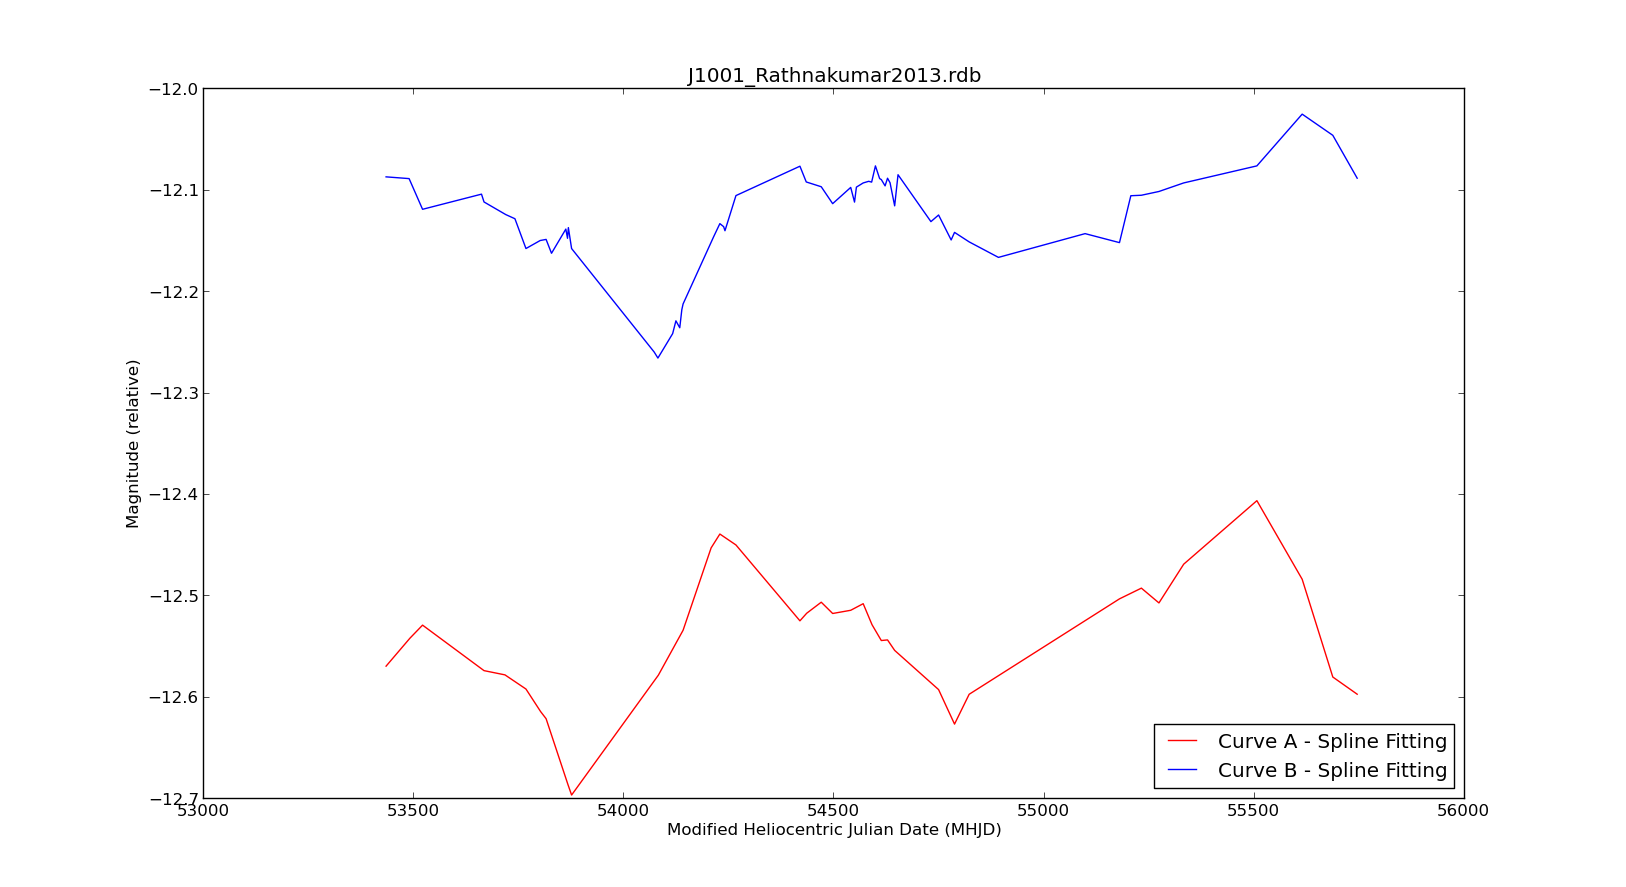 J1001_Rathnakumar2013.rdb
−12.0
−12.1
−12.2
−12.3
−12.4
−12.5
−12.6
−12.7
Magnitude (relative)
Curve A - Spline Fitting
Curve B - Spline Fitting
53000 53500 54000 54500 55000 55500 56000
Modified Heliocentric Julian Date (MHJD)